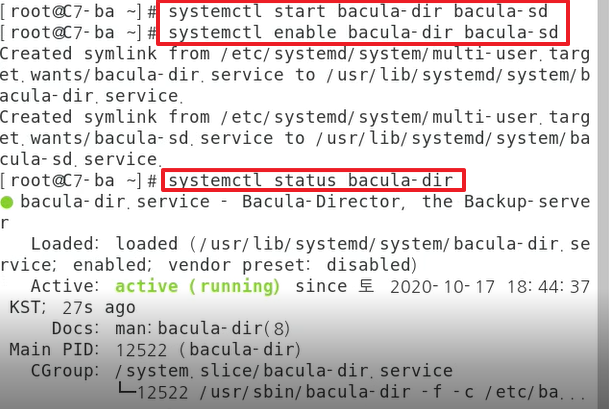 [root@C7-ba ~]# systemctl start bacula-dir bacula-sd
[root@C7-ba ~]# systemctl enable bacula-dir bacula-sd
Created symlink from /etc/systemd/system/multi-user.targ
et.wants/bacula-dir.service to /usr/lib/systemd/system/b
acula-dir.service.
Created symlink from /etc/systemd/system/multi-user.targ
et.wants/bacula-sd.service to /usr/lib/systemd/system/ba
cula-sd.service.
[root@C7-ba ~]# systemctl status bacula-dir
● bacula-dir.service - Bacula-Director, the Backup-serve
r
Loaded: loaded (/usr/lib/systemd/system/bacula-dir.se
rvice; enabled; vendor preset: disabled)
Active: active (running) since 토 2020-10-17 18:44:37
KST; 27s ago
Docs: man:bacula-dir(8)
Main PID: 12522 (bacula-dir)
CGroup: /system.slice/bacula-dir.service
└─12522 /usr/sbin/bacula-dir -f -c /etc/ba...